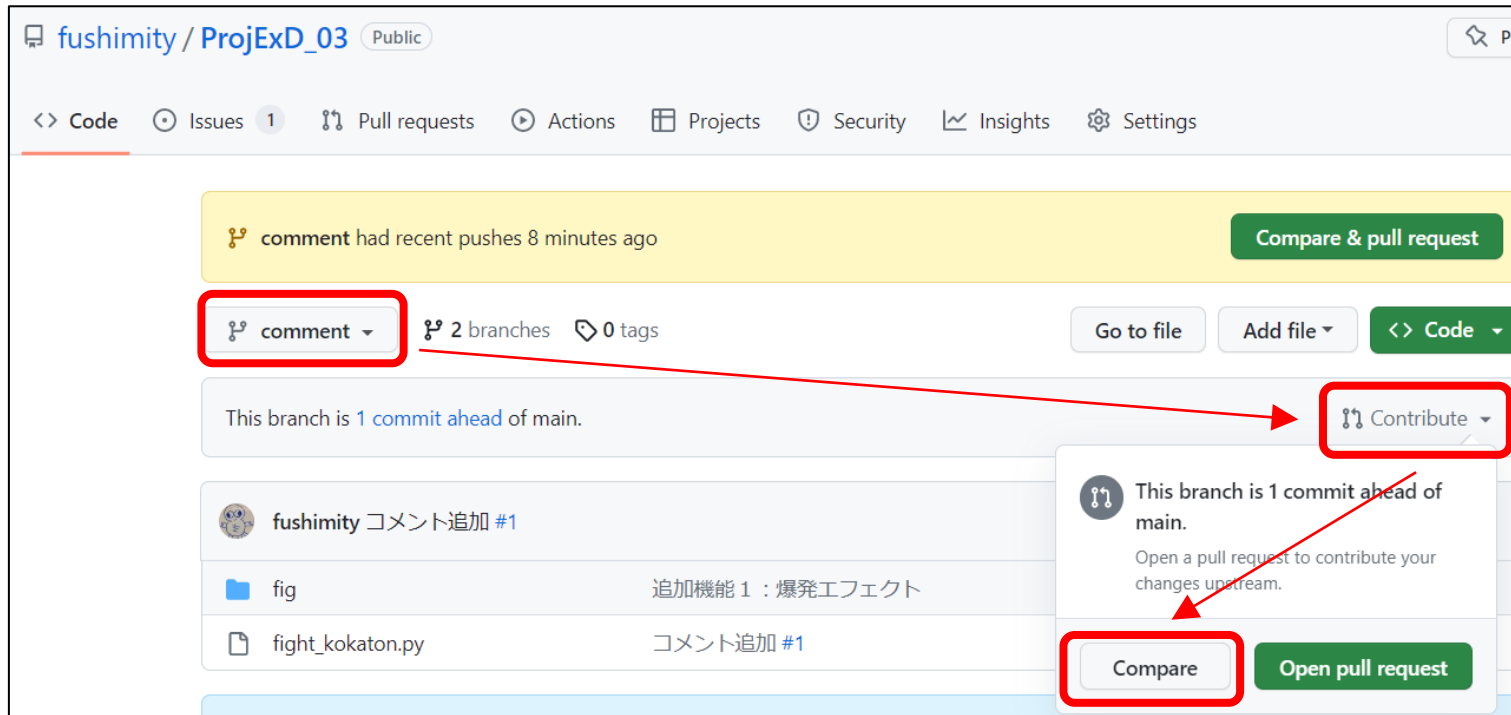 fushimity / ProjExD_03 Public
<> Code Issues 1 Pull requests Actions Projects Security Insights Settings
comment had recent pushes 8 minutes ago Compare & pull request
comment 2 branches 0 tags Go to file Add file <> Code
This branch is 1 commit ahead of main. Contribute
This branch is 1 commit ahead of
main.
Open a pull request to contribute your
changes upstream.
Compare Open pull request
fushimity コメント追加 #1
fig 追加機能１：爆発エフェクト
fight_kokaton.py コメント追加 #1